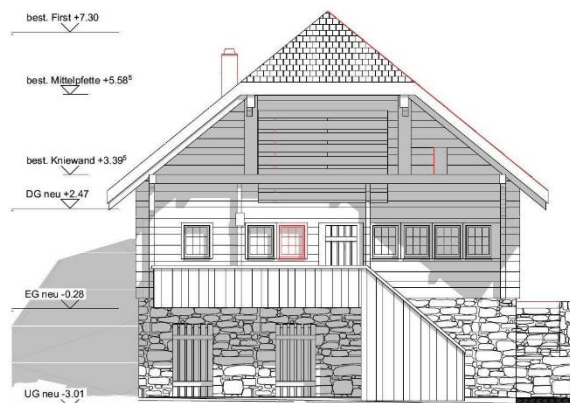 best. First +7.30
best. Mittelpfette +5.58⁵
best. Kniewand +3.39⁵
DG neu +2.47
EG neu -0.28
UG neu -3.01